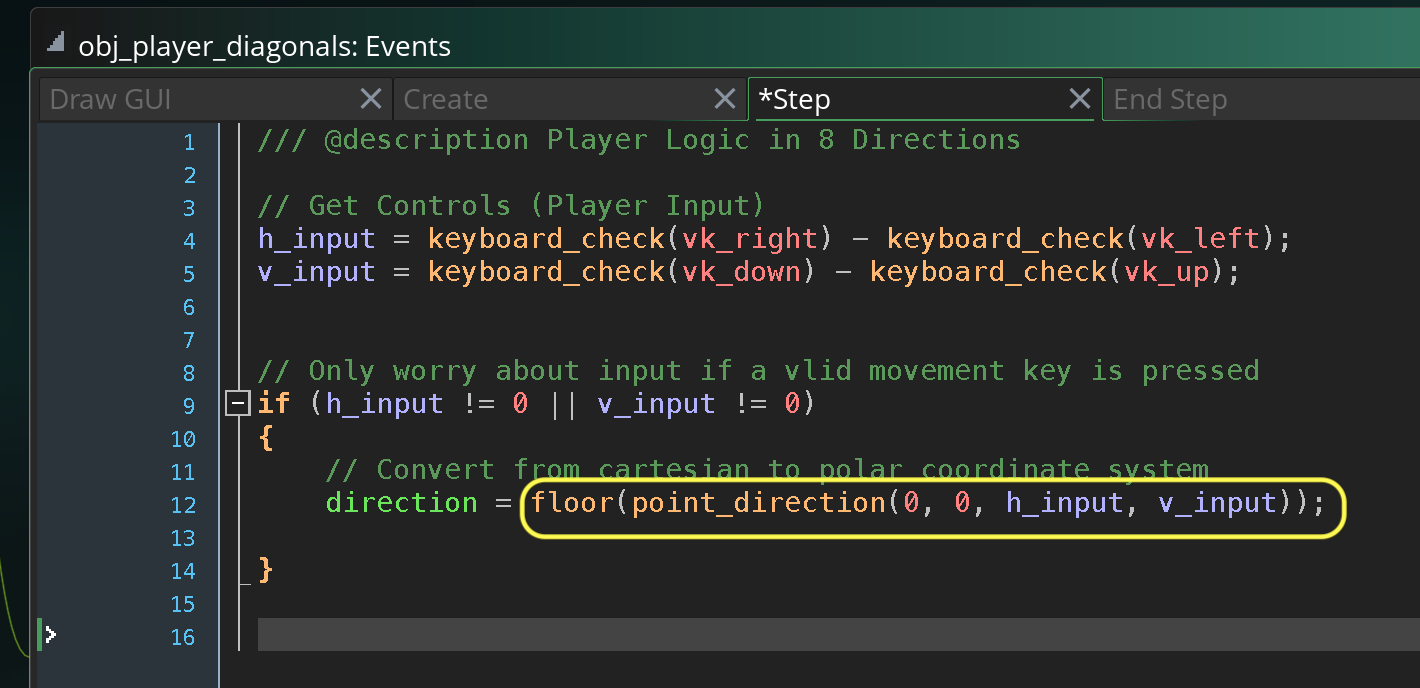 obj_player_diagonals: Events
Draw GUI Create *Step End Step
1 /// @description Player Logic in 8 Directions
2
3 // Get Controls (Player Input)
4 h_input = keyboard_check(vk_right) - keyboard_check(vk_left);
5 v_input = keyboard_check(vk_down) - keyboard_check(vk_up);
6
7
8 // Only worry about input if a vlid movement key is pressed
9 if (h_input != 0 || v_input != 0)
10 {
11 // Convert from cartesian to polar coordinate system
12 direction = floor(point_direction(0, 0, h_input, v_input));
13
14 }
15
16